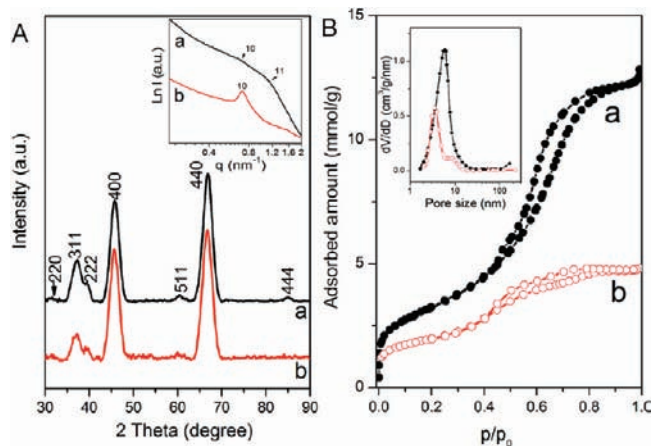 A
Intensity (a.u.)
220
311
222
400
511
440
444
a
b
30 40 50 60 70 80 90
2 Theta (degree)
Ln I (a.u.)
a
10
11
b
10
0.4 0.8 1.2 1.6 2
q (nm⁻¹)
B
Adsorbed amount (mmol/g)
15
10
5
0
a
b
0.0 0.2 0.4 0.6 0.8 1.0
p/p₀
dV/dD (cm³/g/nm)
1.0
0.5
0.0
1 10 100
Pore size (nm)